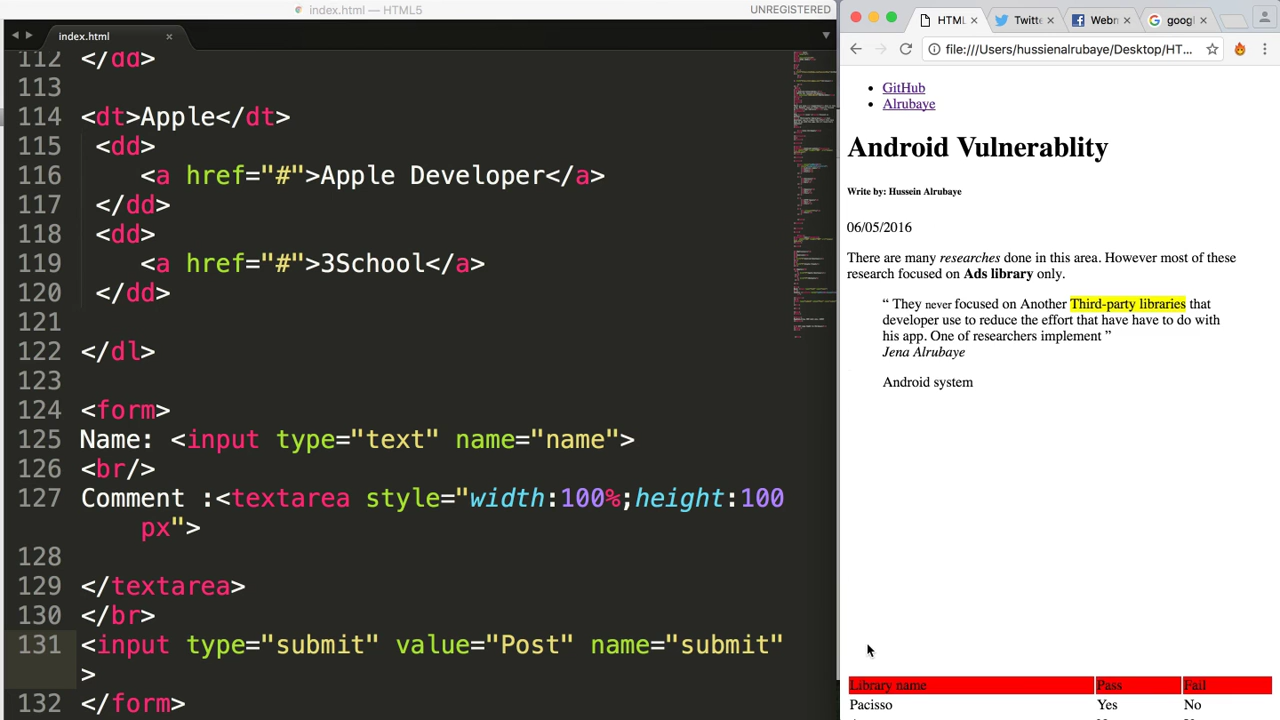 index.html — HTML5
UNREGISTERED
index.html
112 </dd>
113
114 <dt>Apple</dt>
115 <dd>
116 <a href="#">Apple Developer</a>
117 </dd>
118 <dd>
119 <a href="#">3School</a>
120 </dd>
121
122 </dl>
123
124 <form>
125 Name: <input type="text" name="name">
126 <br/>
127 Comment :<textarea style="width:100%;height:100
px">
128
129 </textarea>
130 </br>
131 <input type="submit" value="Post" name="submit"
>
132 </form>
HTML
Twitte
Webm
googl
file:///Users/hussienalrubaye/Desktop/HT...
• GitHub
• Alrubaye
Android Vulnerablity
Write by: Hussein Alrubaye
06/05/2016
There are many researches done in this area. However most of these
research focused on Ads library only.
“ They never focused on Another Third-party libraries that
developer use to reduce the effort that have have to do with
his app. One of researchers implement ”
Jena Alrubaye
Android system
Library name Pass Fail
Pacisso Yes No